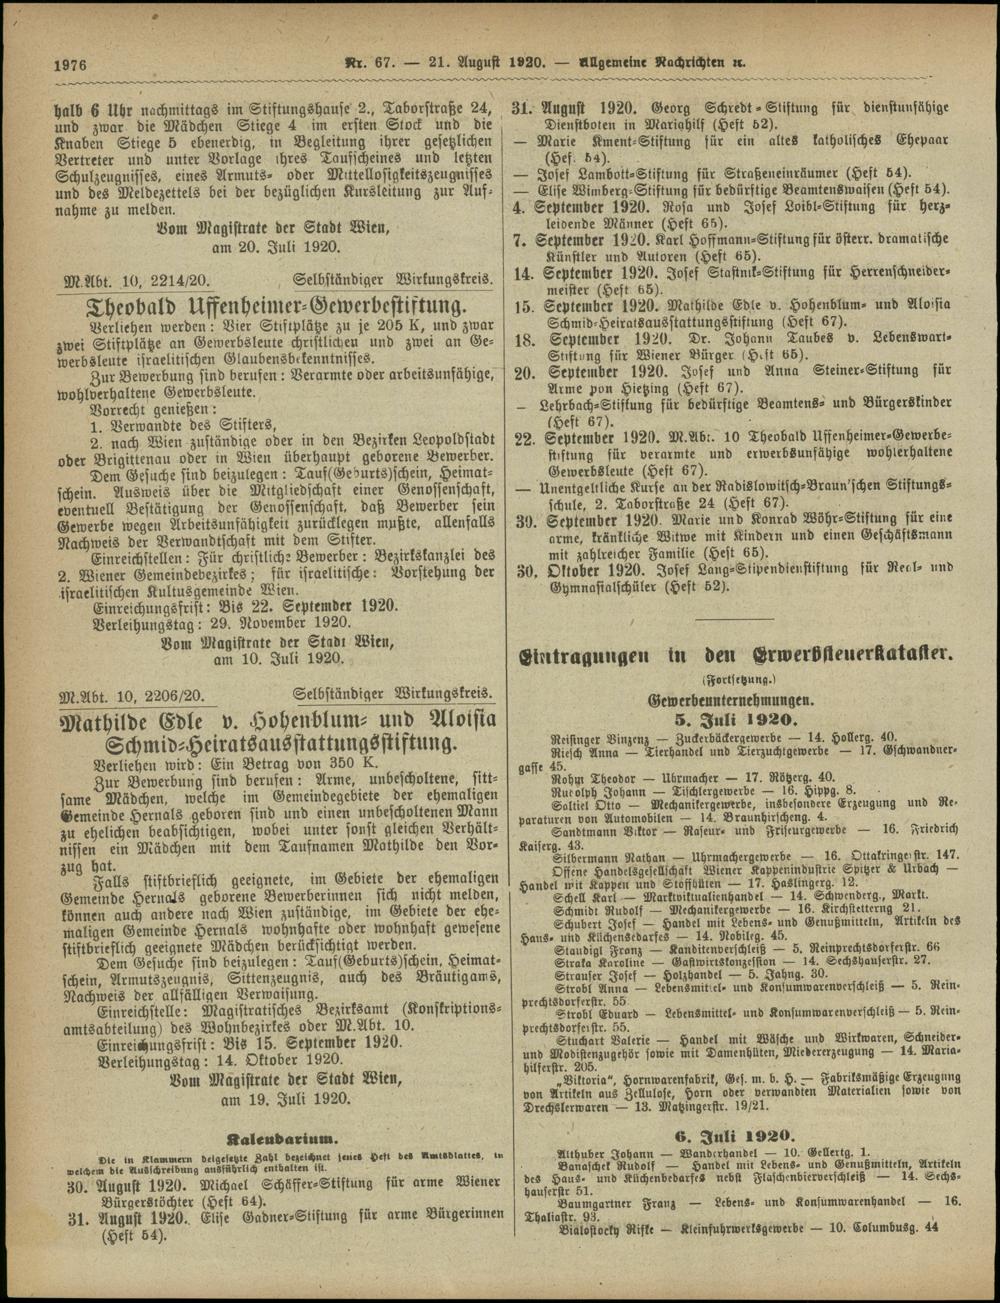 1976
Nr. 67. — 21. August 1920. — Allgemeine Nachrichten ꝛc.
halb 6 Uhr nachmittags im Stiftungshause 2., Taborstraße 24,
und zwar die Mädchen Stiege 4 im ersten Stock und die
Knaben Stiege 5 ebenerdig, in Begleitung ihrer gesetzlichen
Vertreter und unter Vorlage ihres Taufscheines und letzten
Schulzeugnisses, eines Armuts- oder Mittellosigkeitszeugnisses
und des Meldezettels bei der bezüglichen Kursleitung zur Auf-
nahme zu melden.
Vom Magistrate der Stadt Wien,
am 20. Juli 1920.
M.Abt. 10, 2214/20. Selbständiger Wirkungskreis.
Theobald Uffenheimer-Gewerbestiftung.
Verliehen werden: Vier Stiftplätze zu je 205 K, und zwar
zwei Stiftplätze an Gewerbsleute christlichen und zwei an Ge-
werbsleute israelitischen Glaubensbekenntnisses.
Zur Bewerbung sind berufen: Verarmte oder arbeitsunfähige,
wohlverhaltene Gewerbsleute.
Vorrecht genießen:
1. Verwandte des Stifters,
2. nach Wien zuständige oder in den Bezirken Leopoldstadt
oder Brigittenau oder in Wien überhaupt geborene Bewerber.
Dem Gesuche sind beizulegen: Tauf(Geburts)schein, Heimat-
schein. Ausweis über die Mitgliedschaft einer Genossenschaft,
eventuell Bestätigung der Genossenschaft, daß Bewerber sein
Gewerbe wegen Arbeitsunfähigkeit zurücklegen mußte, allenfalls
Nachweis der Verwandtschaft mit dem Stifter.
Einreichstellen: Für christliche Bewerber: Bezirkskanzlei des
2. Wiener Gemeindebezirkes; für israelitische: Vorstehung der
israelitischen Kultusgemeinde Wien.
Einreichungsfrist: Bis 22. September 1920.
Verleihungstag: 29. November 1920.
Vom Magistrate der Stadt Wien,
am 10. Juli 1920.
M.Abt. 10, 2206/20. Selbständiger Wirkungskreis.
Mathilde Edle v. Hohenblum- und Aloisia
Schmid-Heiratsausstattungsstiftung.
Verliehen wird: Ein Betrag von 350 K.
Zur Bewerbung sind berufen: Arme, unbescholtene, sitt-
same Mädchen, welche im Gemeindegebiete der ehemaligen
Gemeinde Hernals geboren sind und einen unbescholtenen Mann
zu ehelichen beabsichtigen, wobei unter sonst gleichen Verhält-
nissen ein Mädchen mit dem Taufnamen Mathilde den Vor-
zug hat.
Falls stiftbrieflich geeignete, im Gebiete der ehemaligen
Gemeinde Hernals geborene Bewerberinnen sich nicht melden,
können auch andere nach Wien zuständige, im Gebiete der ehe-
maligen Gemeinde Hernals wohnhafte oder wohnhaft gewesene
stiftbrieflich geeignete Mädchen berücksichtigt werden.
Dem Gesuche sind beizulegen: Tauf(Geburts)schein, Heimat-
schein, Armutszeugnis, Sittenzeugnis, auch des Bräutigams,
Nachweis der allfälligen Verwaisung.
Einreichstelle: Magistratisches Bezirksamt (Konskriptions-
amtsabteilung) des Wohnbezirkes oder M.Abt. 10.
Einreichungsfrist: Bis 15. September 1920.
Verleihungstag: 14. Oktober 1920.
Vom Magistrate der Stadt Wien,
am 19. Juli 1920.
Kalendarium.
Die in Klammern beigesetzte Zahl bezeichnet jenes Heft des Amtsblattes, in
welchem die Ausschreibung ausführlich enthalten ist.
30. August 1920. Michael Schäffer-Stiftung für arme Wiener
Bürgerstöchter (Heft 64).
31. August 1920. Elise Gadner-Stiftung für arme Bürgerinnen
(Heft 54).
31. August 1920. Georg Schredt-Stiftung für dienstunfähige
Dienstboten in Mariahilf (Heft 52).
— Marie Kment-Stiftung für ein altes katholisches Ehepaar
(Hef. 54).
— Josef Lambott-Stiftung für Straßeneinräumer (Heft 54).
— Elise Wimberg-Stiftung für bedürftige Beamtenswaisen (Heft 54).
4. September 1920. Rosa und Josef Loibl-Stiftung für herz-
leidende Männer (Heft 65).
7. September 1920. Karl Hoffmann-Stiftung für österr. dramatische
Künstler und Autoren (Heft 65).
14. September 1920. Josef Stastnik-Stiftung für Herrenschneider-
meister (Heft 65).
15. September 1920. Mathilde Edle v. Hohenblum- und Aloisia
Schmid-Heiratsausstattungsstiftung (Heft 67).
18. September 1920. Dr. Johann Taubes v. Lebenswart-
Stiftung für Wiener Bürger (Heft 65).
20. September 1920. Josef und Anna Steiner-Stiftung für
Arme von Hietzing (Heft 67).
— Lehrbach-Stiftung für bedürftige Beamtens- und Bürgerskinder
(Heft 67).
22. September 1920. M.Abt. 10 Theobald Uffenheimer-Gewerbe-
stiftung für verarmte und erwerbsunfähige wohlerhaltene
Gewerbsleute (Heft 67).
— Unentgeltliche Kurse an der Radislowitsch-Braun'schen Stiftungs-
schule, 2. Taborstraße 24 (Heft 67).
30. September 1920. Marie und Konrad Wöhr-Stiftung für eine
arme, kränkliche Witwe mit Kindern und einen Geschäftsmann
mit zahlreicher Familie (Heft 65).
30. Oktober 1920. Josef Lang-Stipendienstiftung für Real- und
Gymnasialschüler (Heft 52).
Eintragungen in den Erwerbsteuerkataster.
(Fortsetzung.)
Gewerbeunternehmungen.
5. Juli 1920.
Reisinger Vinzenz — Zuckerbäckergewerbe — 14. Hollerg. 40.
Riesch Anna — Tierhandel und Tierzuchtgewerbe — 17. Gschwandner-
gasse 45.
Rohm Theodor — Uhrmacher — 17. Rötzerg. 40.
Rudolph Johann — Tischlergewerbe — 16. Hippg. 8.
Saltiel Otto — Mechanikergewerbe, insbesondere Erzeugung und Re-
paraturen von Automobilen — 14. Braunhirscheng. 4.
Sandtmann Viktor — Raseur- und Friseurgewerbe — 16. Friedrich
Kaiserg. 43.
Silbermann Nathan — Uhrmachergewerbe — 16. Ottakringerstr. 147.
Offene Handelsgesellschaft Wiener Kappenindustrie Spitzer & Urbach —
Handel mit Kappen und Stoffhüten — 17. Haslingerg. 12.
Schell Karl — Marktviktualienhandel — 14. Schwenderg., Markt.
Schmidt Rudolf — Mechanikergewerbe — 16. Kirchstetterng 21.
Schubert Josef — Handel mit Lebens- und Genußmitteln, Artikeln des
Haus- und Küchenbedarfes — 14. Nobileg. 45.
Slaudigl Franz — Kanditenverschleiß — 5. Reinprechtsdorferstr. 66
Straka Karoline — Gastwirtskonzession — 14. Sechshauserstr. 27.
Strauser Josef — Holzhandel — 5. Jahng. 30.
Strobl Anna — Lebensmittel- und Konsumwarenverschleiß — 5. Rein-
prechtsdorferstr. 55
Strobl Eduard — Lebensmittel- und Konsumwarenverschleiß — 5. Rein-
prechtsdorferstr. 55.
Stuchart Valerie — Handel mit Wäsche und Wirkwaren, Schneider-
und Modistenzugehör sowie mit Damenhüten, Miedererzeugung — 14. Maria-
hilferstr. 205.
„Viktoria“, Hornwarenfabrik, Ges. m. b. H. — Fabriksmäßige Erzeugung
von Artikeln aus Zellulose, Horn oder verwandten Materialien sowie von
Drechslerwaren — 13. Matzingerstr. 19/21.
6. Juli 1920.
Althuber Johann — Wanderhandel — 10. Gellertg. 1.
Banaschek Rudolf — Handel mit Lebens- und Genußmitteln, Artikeln
des Haus- und Küchenbedarfes nebst Flaschenbierverschleiß — 14. Sechs-
hauserstr 51.
Baumgartner Franz — Lebens- und Konsumwarenhandel — 16.
Thaliastr. 93.
Bialostocky Rifke — Kleinfuhrwerksgewerbe — 10. Columbusg. 44